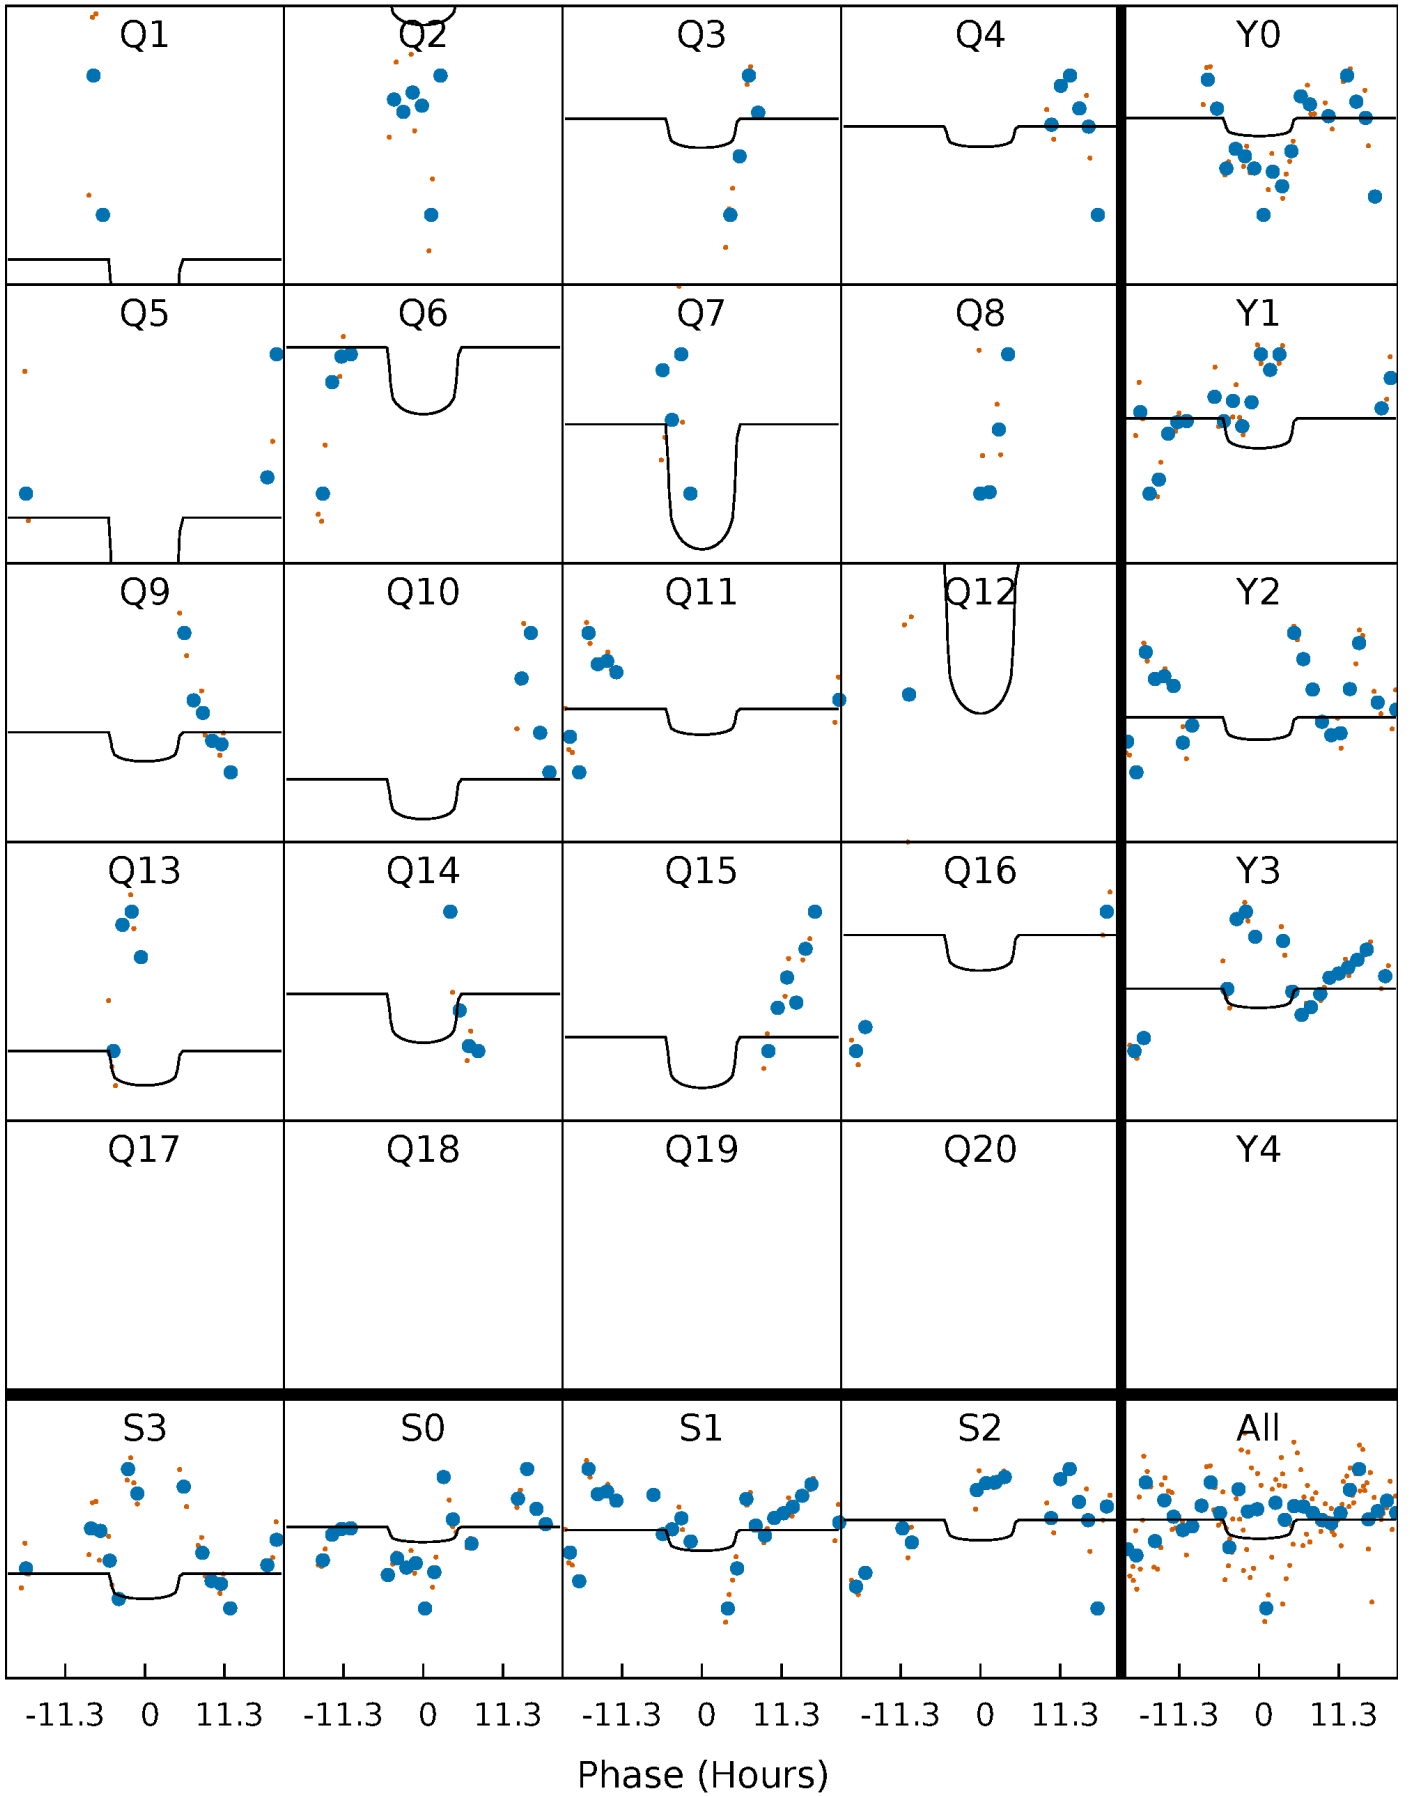 Q1 Q2 Q3 Q4 Y0
Q5 Q6 Q7 Q8 Y1
Q9 Q10 Q11 Q12 Y2
Q13 Q14 Q15 Q16 Y3
Q17 Q18 Q19 Q20 Y4
S3 S0 S1 S2 All
-11.3 0 11.3 -11.3 0 11.3 -11.3 0 11.3 -11.3 0 11.3 -11.3 0 11.3
Phase (Hours)